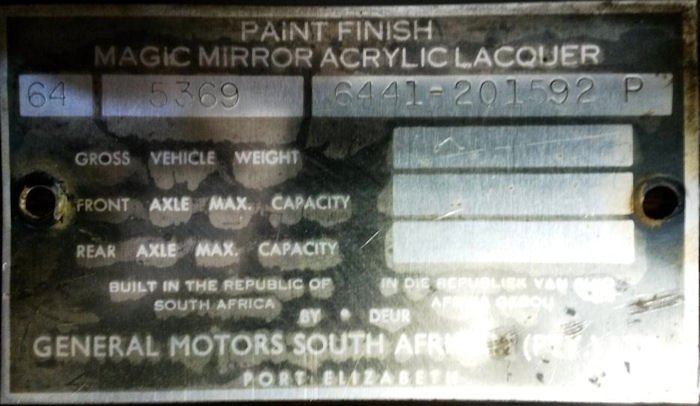 PAINT FINISH
MAGIC MIRROR ACRYLIC LACQUER
64 5369 6441-201592 P
GROSS VEHICLE WEIGHT
FRONT AXLE MAX. CAPACITY
REAR AXLE MAX. CAPACITY
BUILT IN THE REPUBLIC OF IN DIE REPUBLIEK VAN
SOUTH AFRICA AFRIKA GEBOU
BY • DEUR
GENERAL MOTORS SOUTH
PORT ELIZABETH